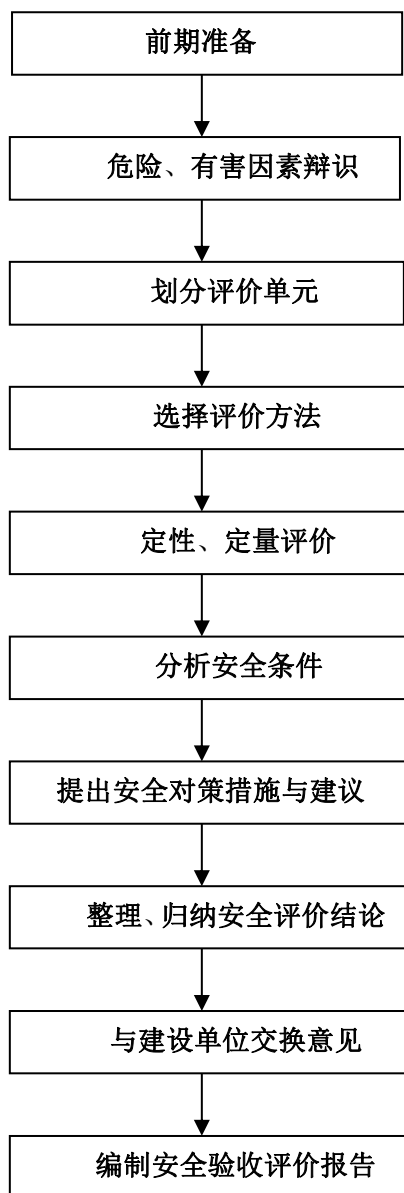 前期准备
危险、有害因素辩识
划分评价单元
选择评价方法
定性、定量评价
分析安全条件
提出安全对策措施与建议
整理、归纳安全评价结论
与建设单位交换意见
编制安全验收评价报告